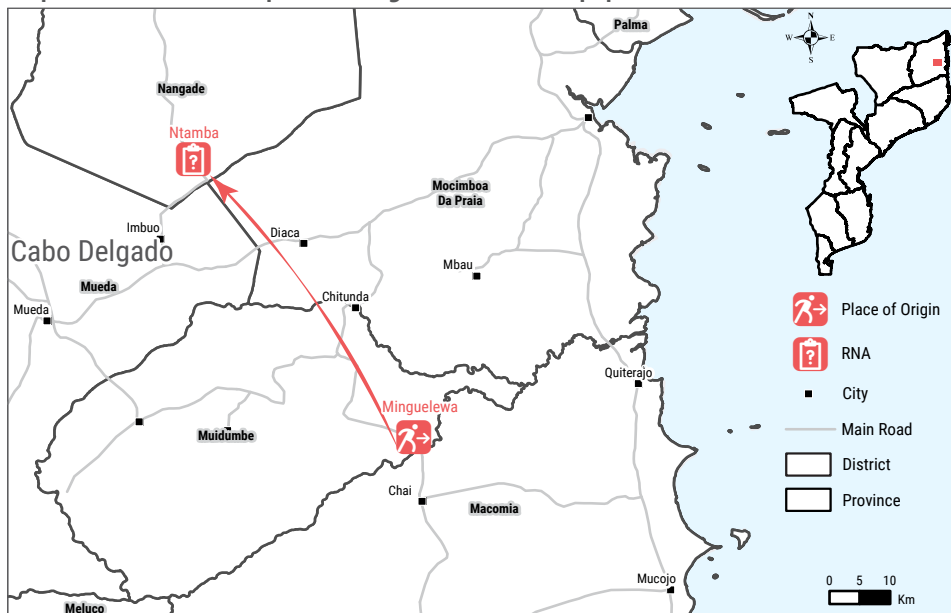 Palma
N
W
E
S
Nangade
Ntamba
?
Mocimboa
Da Praia
Imbuo
Diaca
Cabo Delgado
Mbau
Mueda
Chitunda
Mueda
Place of Origin
?
RNA
Quiterajo
City
Minguelewa
Main Road
Muidumbe
District
Chai
Province
Macomia
Mucojo
0 5 10
Km
Meluco